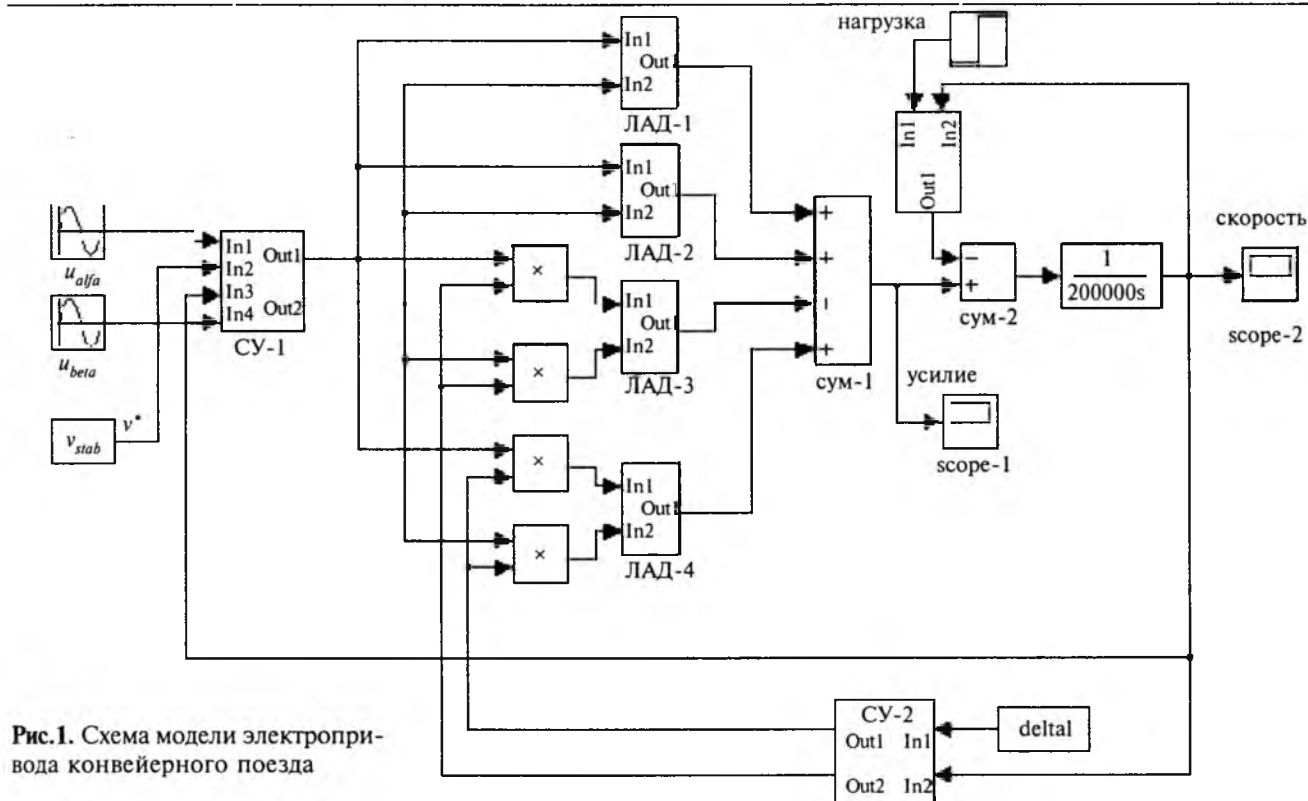 нагрузка
In1
Out1
In2
ЛАД-1
In1
Out1
In2
ЛАД-2
In1 In2
Out1
u_alfa
u_beta
v_stab
v*
In1
In2
In3
In4
Out1
Out2
СУ-1
×
×
×
×
In1
Out1
In2
ЛАД-3
In1
Out
In2
ЛАД-4
+
+
+
сум-1
−
+
сум-2
1
200000s
скорость
scope-2
усилие
scope-1
СУ-2
Out1 In1
Out2 In2
deltal
Рис.1. Схема модели электропри-
вода конвейерного поезда